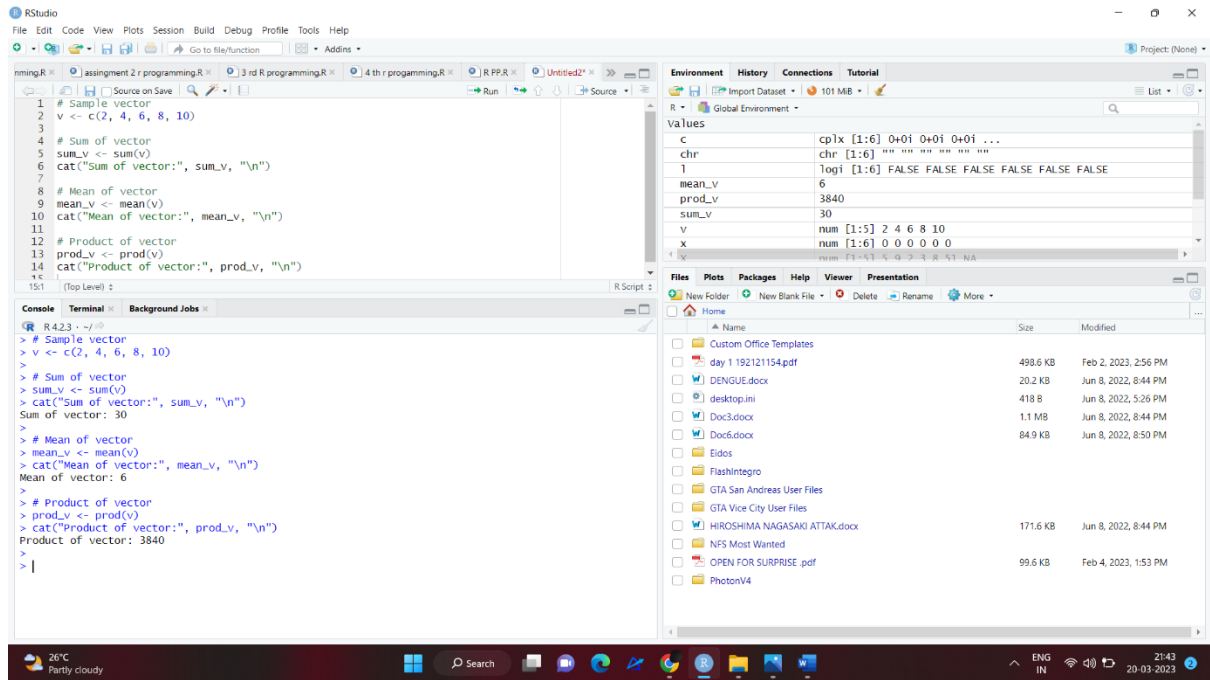 RStudio
File Edit Code View Plots Session Build Debug Profile Tools Help
Go to file/function Addins
Project: (None)
nming.R assingment 2 r programming.R 3 rd R programming.R 4 th r progamming.R R PP.R Untitled2*
Source on Save Run Source
1 # Sample vector
2 v <- c(2, 4, 6, 8, 10)
3
4 # Sum of vector
5 sum_v <- sum(v)
6 cat("Sum of vector:", sum_v, "\n")
7
8 # Mean of vector
9 mean_v <- mean(v)
10 cat("Mean of vector:", mean_v, "\n")
11
12 # Product of vector
13 prod_v <- prod(v)
14 cat("Product of vector:", prod_v, "\n")
15
15:1 (Top Level) R Script
Console Terminal Background Jobs
R 4.2.3 · ~/
> # Sample vector
> v <- c(2, 4, 6, 8, 10)
>
> # Sum of vector
> sum_v <- sum(v)
> cat("Sum of vector:", sum_v, "\n")
Sum of vector: 30
>
> # Mean of vector
> mean_v <- mean(v)
> cat("Mean of vector:", mean_v, "\n")
Mean of vector: 6
>
> # Product of vector
> prod_v <- prod(v)
> cat("Product of vector:", prod_v, "\n")
Product of vector: 3840
>
>
Environment History Connections Tutorial
Import Dataset 101 MiB List
R Global Environment
Values
c cplx [1:6] 0+0i 0+0i 0+0i ...
chr chr [1:6] "" "" "" "" "" ""
l logi [1:6] FALSE FALSE FALSE FALSE FALSE FALSE
mean_v 6
prod_v 3840
sum_v 30
v num [1:5] 2 4 6 8 10
x num [1:6] 0 0 0 0 0 0
Files Plots Packages Help Viewer Presentation
New Folder New Blank File Delete Rename More
Home
Name Size Modified
Custom Office Templates
day 1 192121154.pdf 498.6 KB Feb 2, 2023, 2:56 PM
DENGUE.docx 20.2 KB Jun 8, 2022, 8:44 PM
desktop.ini 418 B Jun 8, 2022, 5:26 PM
Doc3.docx 1.1 MB Jun 8, 2022, 8:44 PM
Doc6.docx 84.9 KB Jun 8, 2022, 8:50 PM
Eidos
FlashIntegro
GTA San Andreas User Files
GTA Vice City User Files
HIROSHIMA NAGASAKI ATTAK.docx 171.6 KB Jun 8, 2022, 8:44 PM
NFS Most Wanted
OPEN FOR SURPRISE .pdf 99.6 KB Feb 4, 2023, 1:53 PM
PhotonV4
26°C
Partly cloudy
Search
ENG
IN
21:43
20-03-2023
2